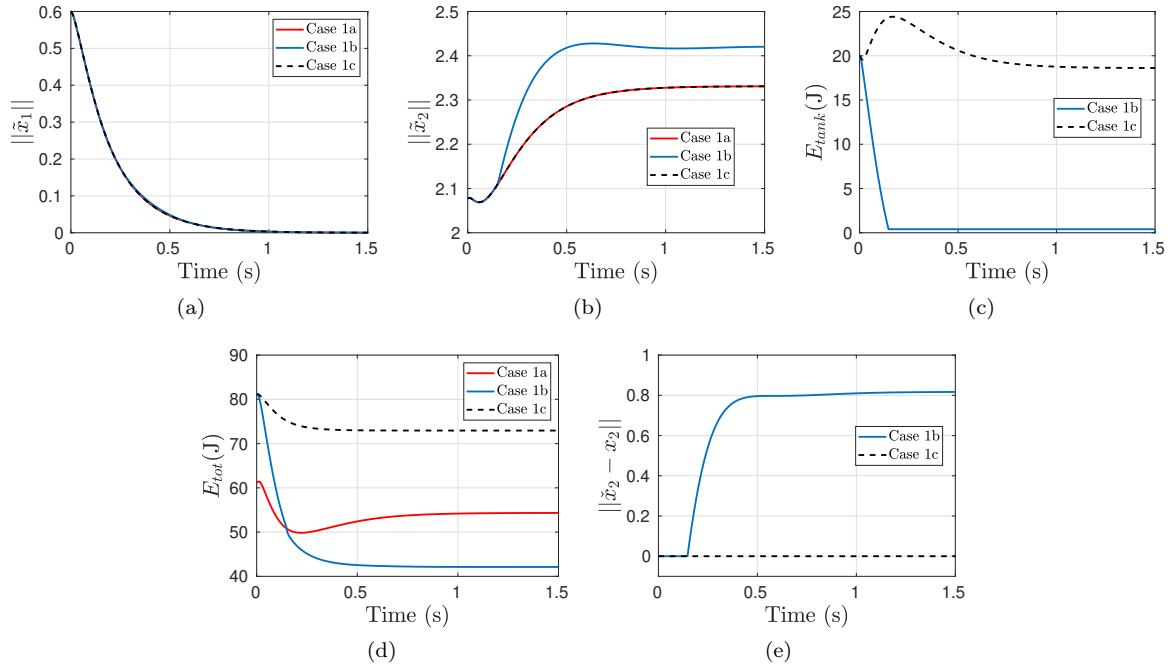 0.6
0.5
0.4
0.3
0.2
0.1
0
0 0.5 1 1.5
||x̃₁||
Time (s)
Case 1a
Case 1b
Case 1c
(a)
2.5
2.4
2.3
2.2
2.1
2
0 0.5 1 1.5
||x̃₂||
Time (s)
Case 1a
Case 1b
Case 1c
(b)
25
20
15
10
5
0
0 0.5 1 1.5
E_tank(J)
Time (s)
Case 1b
Case 1c
(c)
90
80
70
60
50
40
0 0.5 1 1.5
E_tot(J)
Time (s)
Case 1a
Case 1b
Case 1c
(d)
1
0.8
0.6
0.4
0.2
0
0 0.5 1 1.5
||x̌₂ − x₂||
Time (s)
Case 1b
Case 1c
(e)